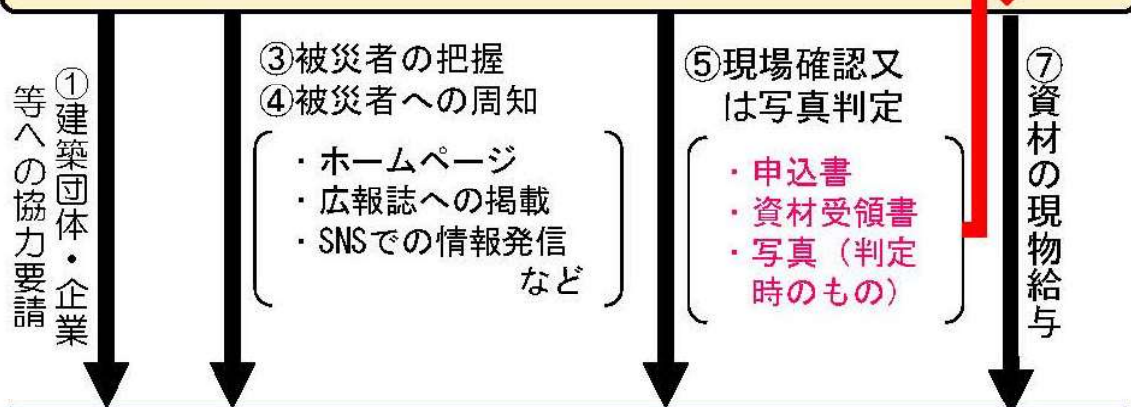 ①建築団体・企業
等への協力要請
③被災者の把握
④被災者への周知
・ホームページ
・広報誌への掲載
・SNSでの情報発信
など
⑤現場確認又
は写真判定
・申込書
・資材受領書
・写真（判定
時のもの）
⑦資材の現物給与